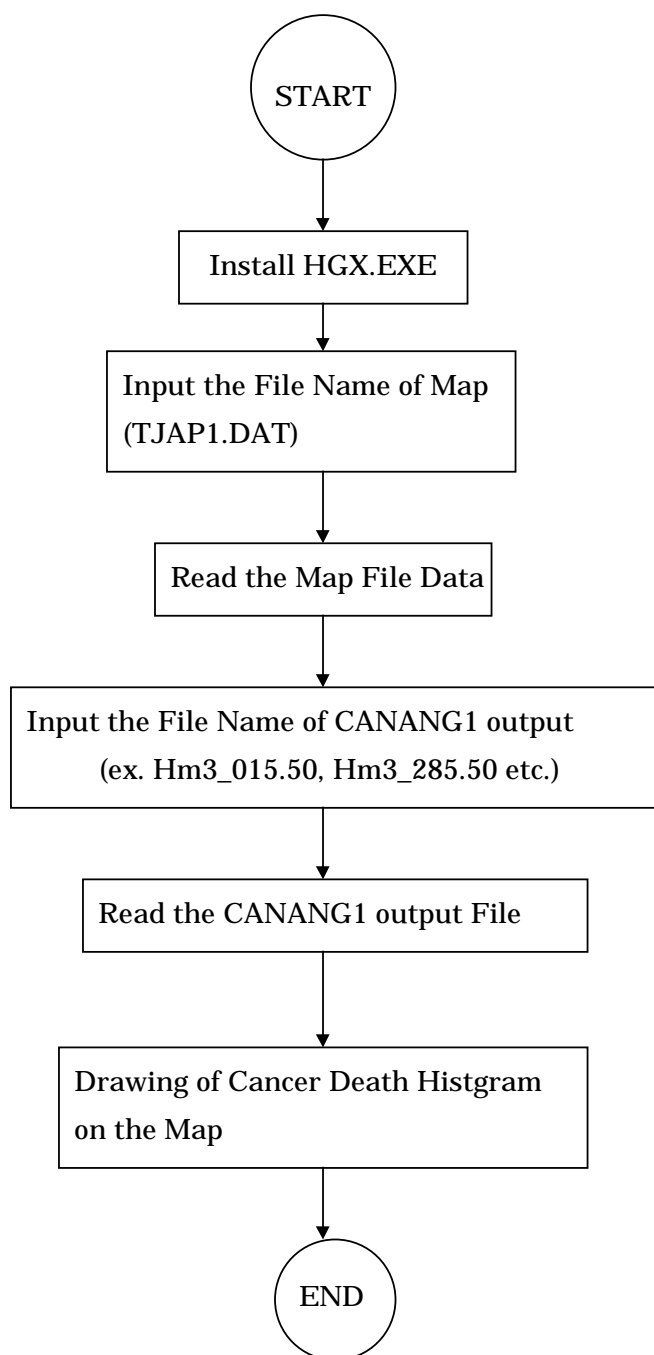 START
Install HGX.EXE
Input the File Name of Map
(TJAP1.DAT)
Read the Map File Data
Input the File Name of CANANG1 output
(ex. Hm3_015.50, Hm3_285.50 etc.)
Read the CANANG1 output File
Drawing of Cancer Death Histgram
on the Map
END